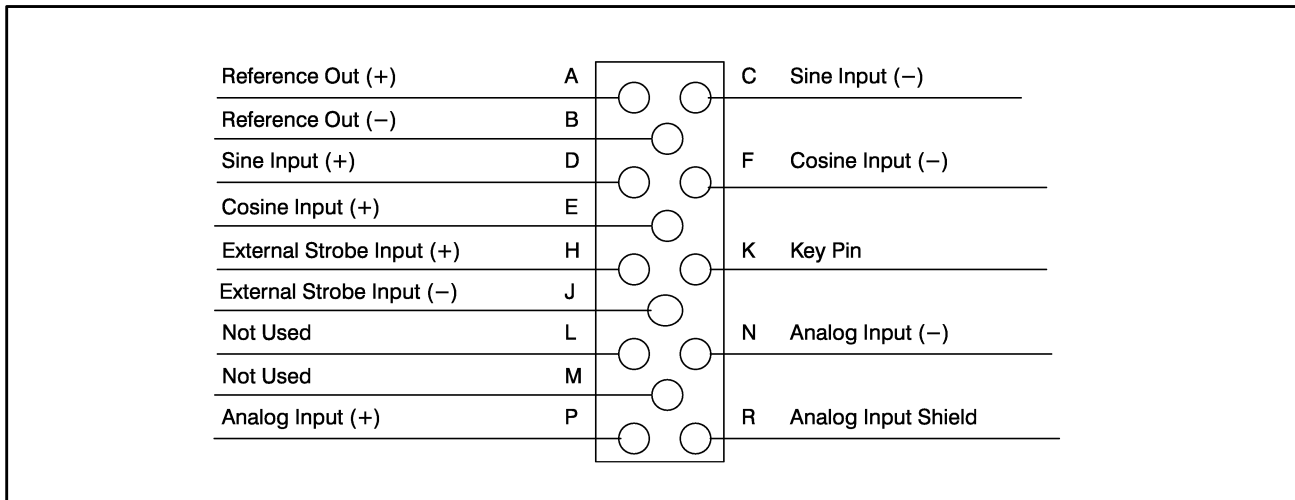 Reference Out (+) A C Sine Input (−)
Reference Out (−) B
Sine Input (+) D F Cosine Input (−)
Cosine Input (+) E
External Strobe Input (+) H K Key Pin
External Strobe Input (−) J
Not Used L N Analog Input (−)
Not Used M
Analog Input (+) P R Analog Input Shield